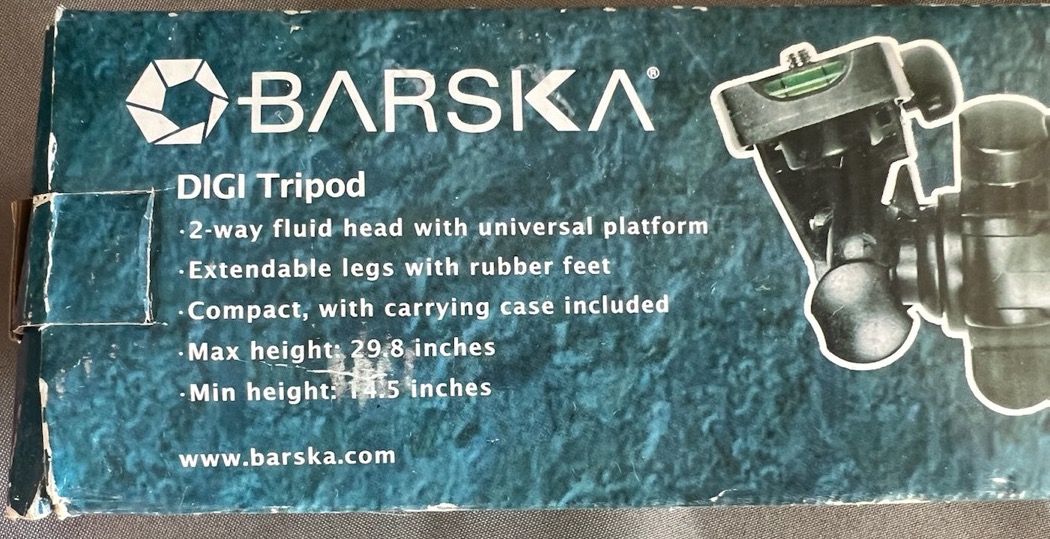 BARSKA®
DIGI Tripod
·2-way fluid head with universal platform
·Extendable legs with rubber feet
·Compact, with carrying case included
·Max height: 29.8 inches
·Min height: 14.5 inches
www.barska.com